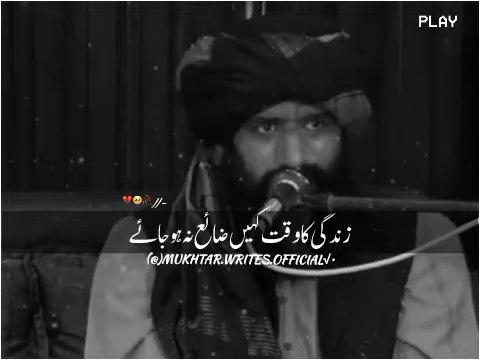 PLAY
//-
زندگی کا وقت کہیں ضائع نہ ہو جائے
(@)MUKHTAR.WRITES.OFFICIAL√•